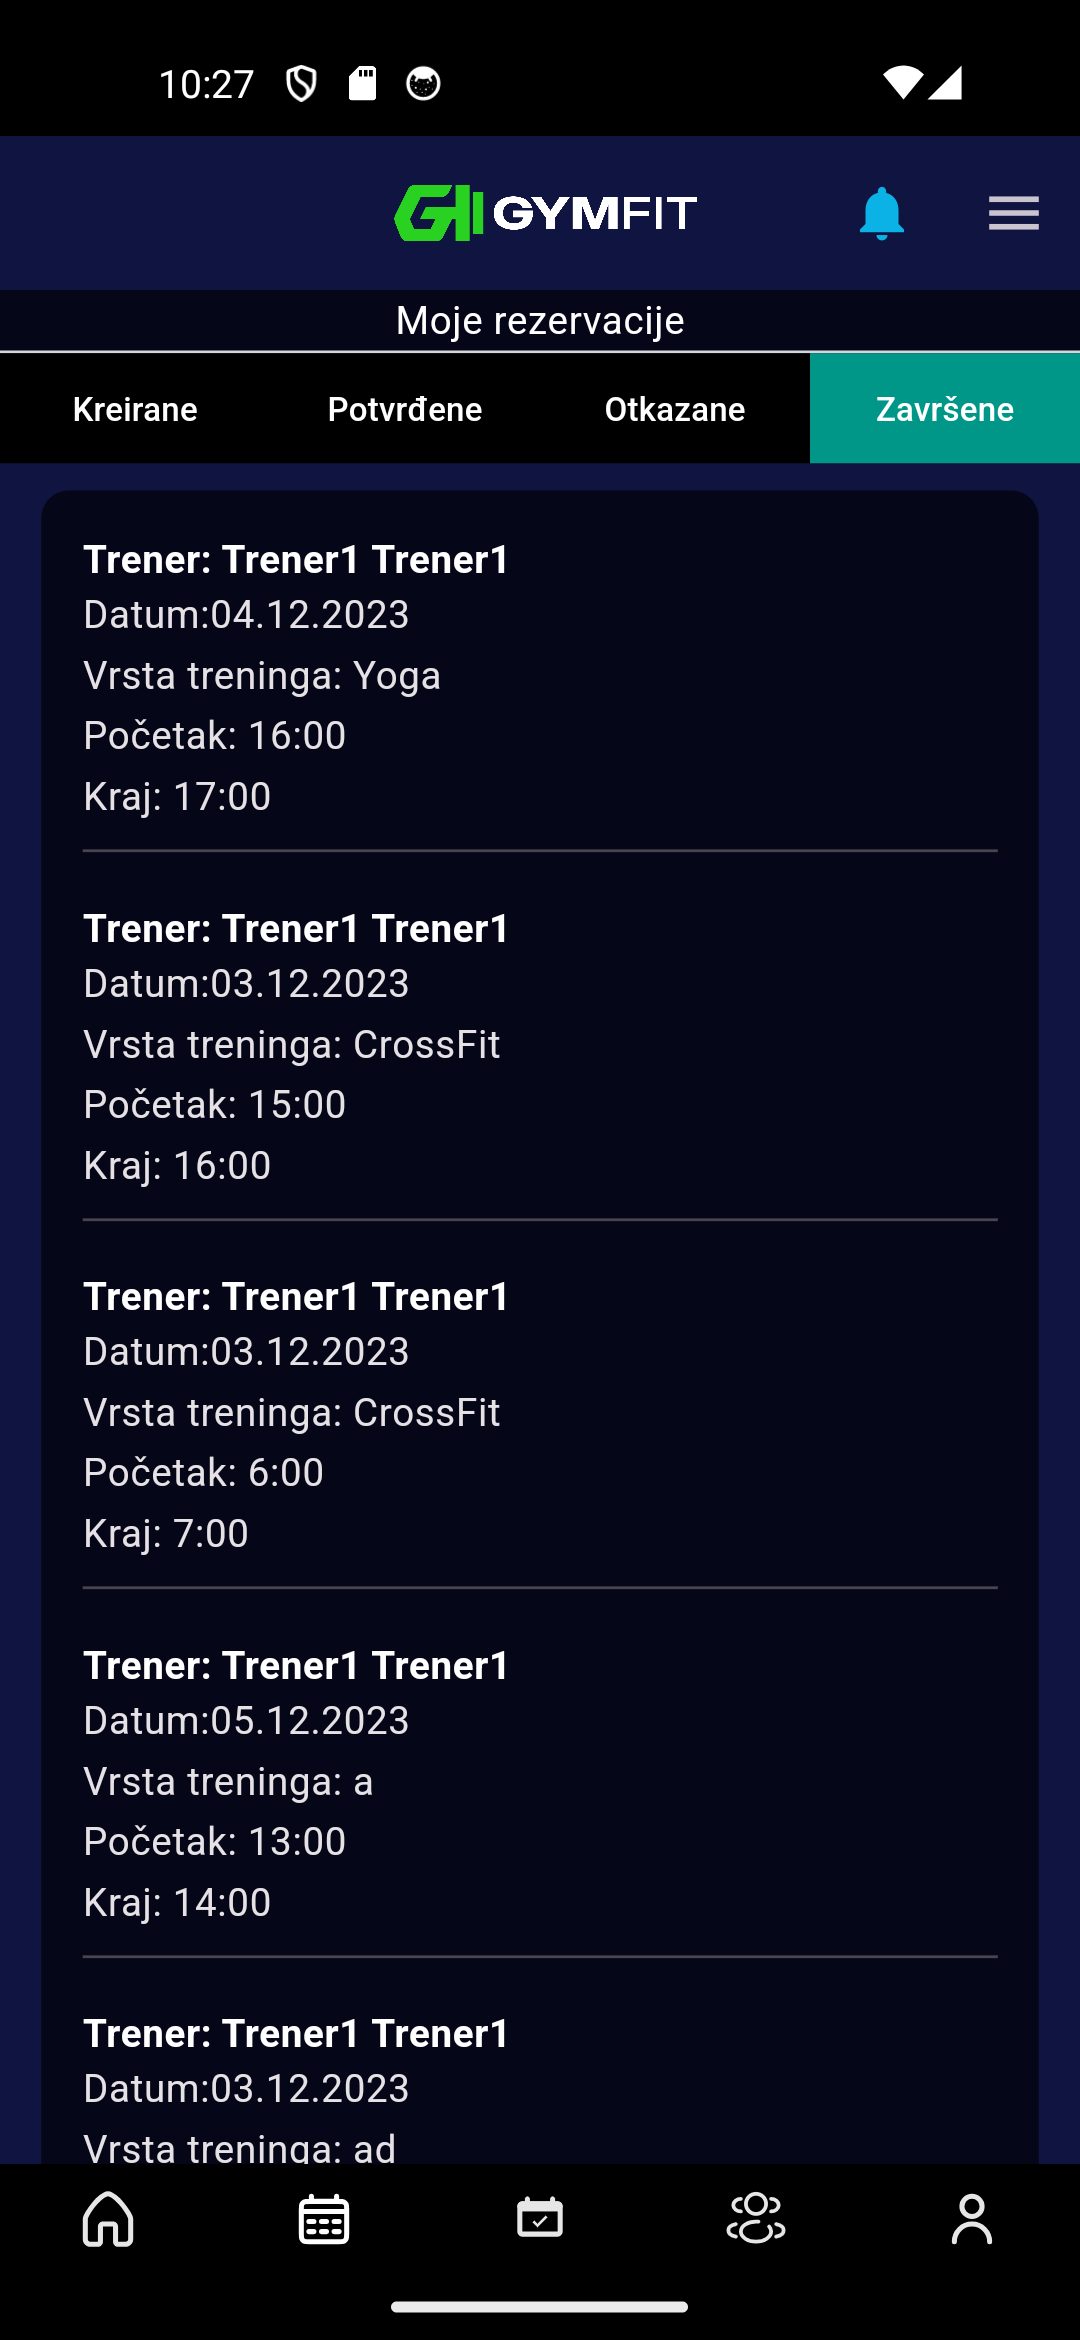 10:27
GYMFIT
Moje rezervacije
Kreirane Potvrđene Otkazane Završene
Trener: Trener1 Trener1
Datum:04.12.2023
Vrsta treninga: Yoga
Početak: 16:00
Kraj: 17:00
Trener: Trener1 Trener1
Datum:03.12.2023
Vrsta treninga: CrossFit
Početak: 15:00
Kraj: 16:00
Trener: Trener1 Trener1
Datum:03.12.2023
Vrsta treninga: CrossFit
Početak: 6:00
Kraj: 7:00
Trener: Trener1 Trener1
Datum:05.12.2023
Vrsta treninga: a
Početak: 13:00
Kraj: 14:00
Trener: Trener1 Trener1
Datum:03.12.2023
Vrsta treninga: ad